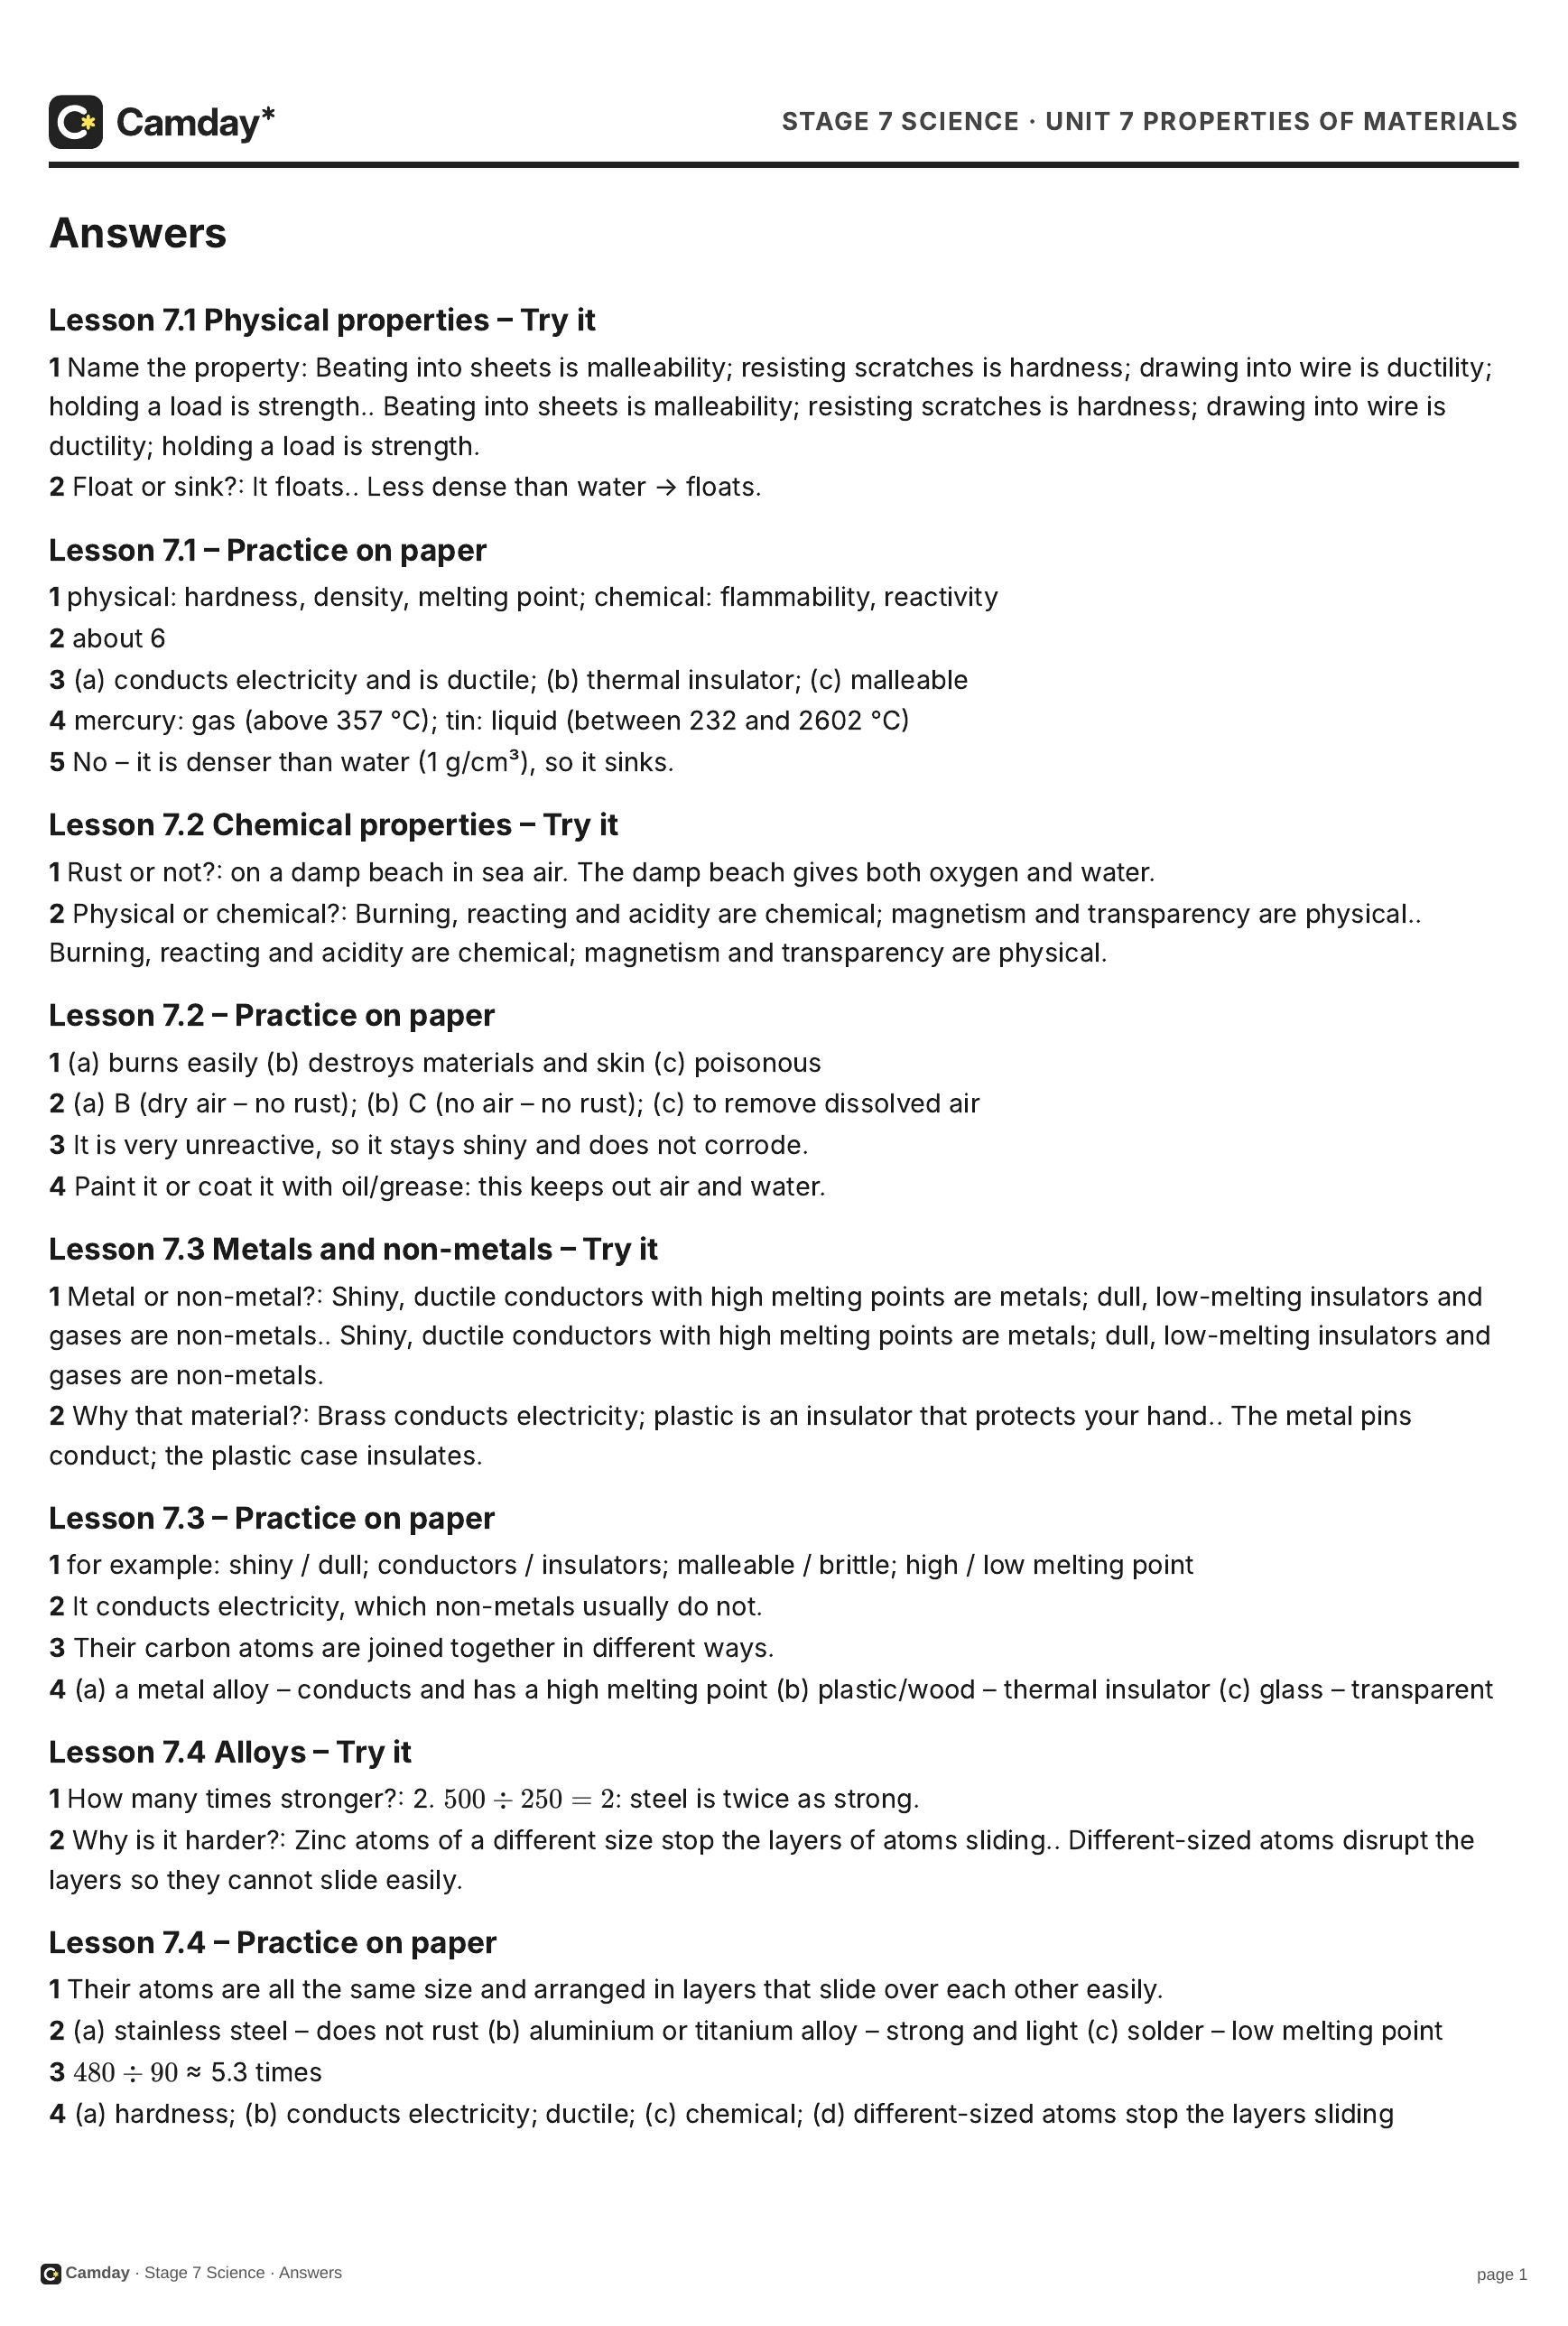 Camday*
STAGE 7 SCIENCE · UNIT 7 PROPERTIES OF MATERIALS
Answers
Lesson 7.1 Physical properties – Try it
1 Name the property: Beating into sheets is malleability; resisting scratches is hardness; drawing into wire is ductility;
holding a load is strength.. Beating into sheets is malleability; resisting scratches is hardness; drawing into wire is
ductility; holding a load is strength.
2 Float or sink?: It floats.. Less dense than water → floats.
Lesson 7.1 – Practice on paper
1 physical: hardness, density, melting point; chemical: flammability, reactivity
2 about 6
3 (a) conducts electricity and is ductile; (b) thermal insulator; (c) malleable
4 mercury: gas (above 357 °C); tin: liquid (between 232 and 2602 °C)
5 No – it is denser than water (1 g/cm³), so it sinks.
Lesson 7.2 Chemical properties – Try it
1 Rust or not?: on a damp beach in sea air. The damp beach gives both oxygen and water.
2 Physical or chemical?: Burning, reacting and acidity are chemical; magnetism and transparency are physical..
Burning, reacting and acidity are chemical; magnetism and transparency are physical.
Lesson 7.2 – Practice on paper
1 (a) burns easily (b) destroys materials and skin (c) poisonous
2 (a) B (dry air – no rust); (b) C (no air – no rust); (c) to remove dissolved air
3 It is very unreactive, so it stays shiny and does not corrode.
4 Paint it or coat it with oil/grease: this keeps out air and water.
Lesson 7.3 Metals and non-metals – Try it
1 Metal or non-metal?: Shiny, ductile conductors with high melting points are metals; dull, low-melting insulators and
gases are non-metals.. Shiny, ductile conductors with high melting points are metals; dull, low-melting insulators and
gases are non-metals.
2 Why that material?: Brass conducts electricity; plastic is an insulator that protects your hand.. The metal pins
conduct; the plastic case insulates.
Lesson 7.3 – Practice on paper
1 for example: shiny / dull; conductors / insulators; malleable / brittle; high / low melting point
2 It conducts electricity, which non-metals usually do not.
3 Their carbon atoms are joined together in different ways.
4 (a) a metal alloy – conducts and has a high melting point (b) plastic/wood – thermal insulator (c) glass – transparent
Lesson 7.4 Alloys – Try it
1 How many times stronger?: 2. 500 ÷ 250 = 2: steel is twice as strong.
2 Why is it harder?: Zinc atoms of a different size stop the layers of atoms sliding.. Different-sized atoms disrupt the
layers so they cannot slide easily.
Lesson 7.4 – Practice on paper
1 Their atoms are all the same size and arranged in layers that slide over each other easily.
2 (a) stainless steel – does not rust (b) aluminium or titanium alloy – strong and light (c) solder – low melting point
3 480 ÷ 90 ≈ 5.3 times
4 (a) hardness; (b) conducts electricity; ductile; (c) chemical; (d) different-sized atoms stop the layers sliding
Camday · Stage 7 Science · Answers
page 1